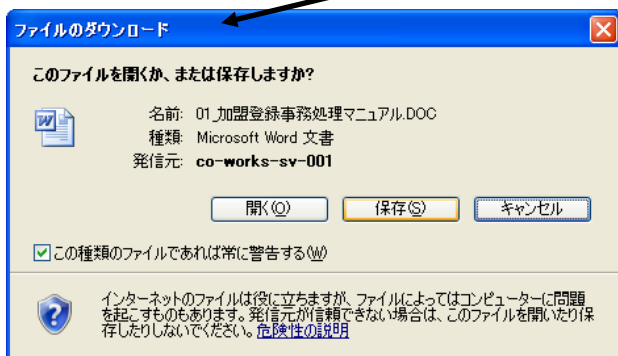 ファイルのダウンロード
このファイルを開くか、または保存しますか?
名前: 01_加盟登録事務処理マニュアル.DOC
種類: Microsoft Word 文書
発信元: co-works-sv-001
開く(O) 保存(S) キャンセル
この種類のファイルであれば常に警告する(W)
インターネットのファイルは役に立ちますが、ファイルによってはコンピューターに問題
を起こすものもあります。発信元が信頼できない場合は、このファイルを開いたり保
存したりしないでください。危険性の説明